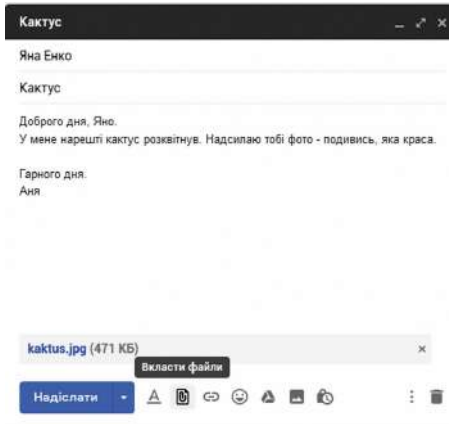 Кактус
Яна Енко
Кактус
Доброго дня, Яно.
У мене нарешті кактус розквітнув. Надсилаю тобі фото - подивись, яка краса.
Гарного дня.
Аня
kaktus.jpg (471 КБ)
Вкласти файли
Надіслати